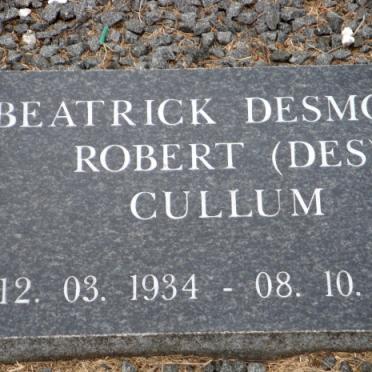 BEATRICK DESMO
ROBERT (DES)
CULLUM
12. 03. 1934 - 08. 10.